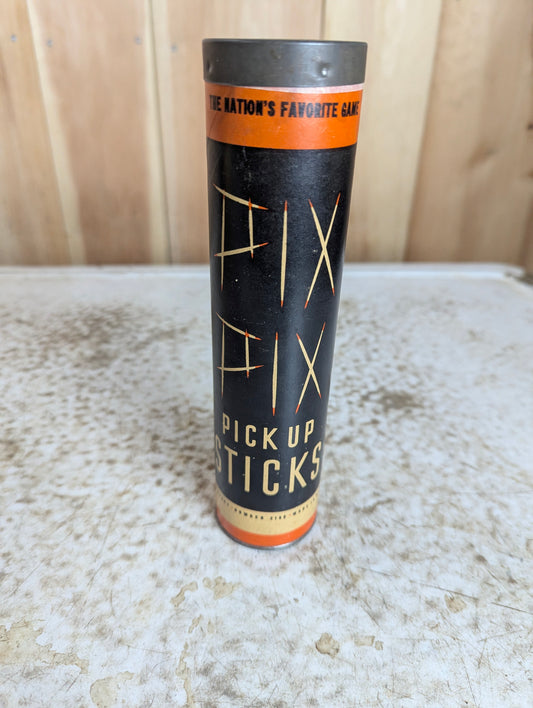 THE NATION'S FAVORITE GAME
PIX
PIX
PICK UP
STICKS